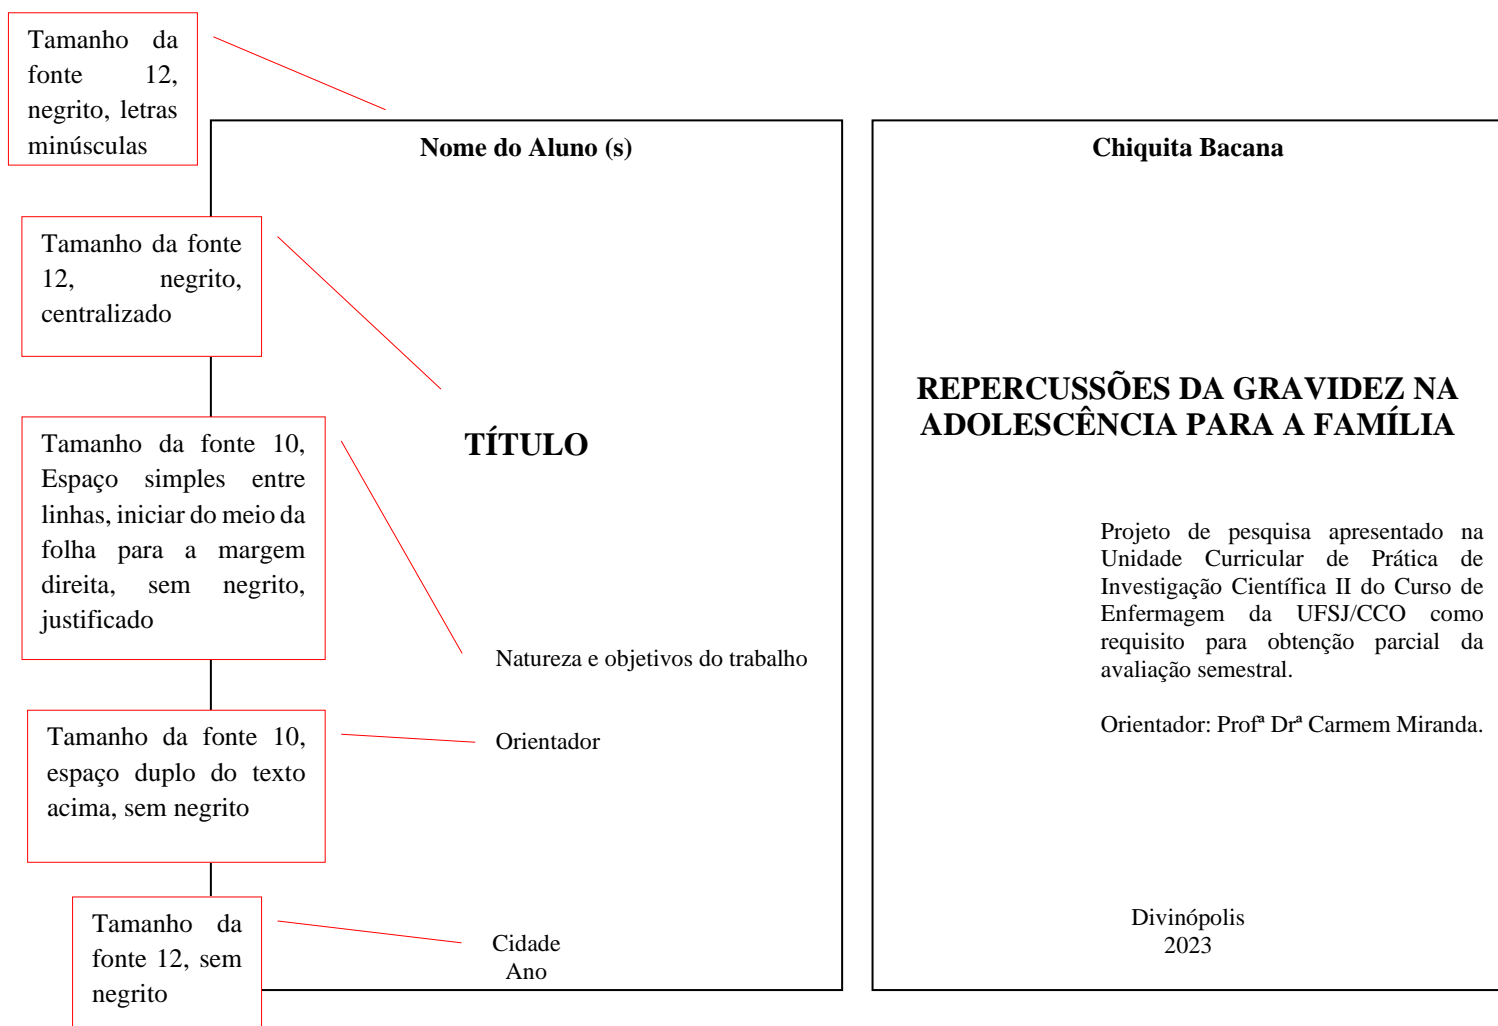 Tamanho da
fonte 12,
negrito, letras
minúsculas
Nome do Aluno (s)
Tamanho da fonte
12, negrito,
centralizado
TÍTULO
Tamanho da fonte 10,
Espaço simples entre
linhas, iniciar do meio da
folha para a margem
direita, sem negrito,
justificado
Natureza e objetivos do trabalho
Tamanho da fonte 10,
espaço duplo do texto
acima, sem negrito
Orientador
Tamanho da
fonte 12, sem
negrito
Cidade
Ano
Chiquita Bacana
REPERCUSSÕES DA GRAVIDEZ NA
ADOLESCÊNCIA PARA A FAMÍLIA
Projeto de pesquisa apresentado na
Unidade Curricular de Prática de
Investigação Científica II do Curso de
Enfermagem da UFSJ/CCO como
requisito para obtenção parcial da
avaliação semestral.
Orientador: Profª Drª Carmem Miranda.
Divinópolis
2023